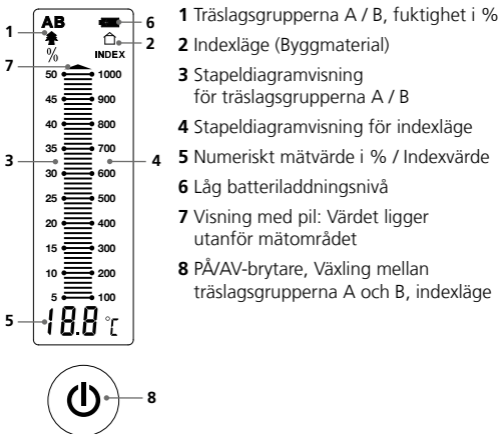 AB
6
1
2
%
INDEX
7
50 1000
45 900
40 800
35 700
3
4
30 600
25 500
20 400
15 300
10 200
5 100
5
18.8 °C
8
1 Träslagsgrupperna A / B, fuktighet i %
2 Indexläge (Byggmaterial)
3 Stapeldiagramvisning
för träslagsgrupperna A / B
4 Stapeldiagramvisning för indexläge
5 Numeriskt mätvärde i % / Indexvärde
6 Låg batteriladdningsnivå
7 Visning med pil: Värdet ligger
utanför mätområdet
8 PÅ/AV-brytare, Växling mellan
träslagsgrupperna A och B, indexläge